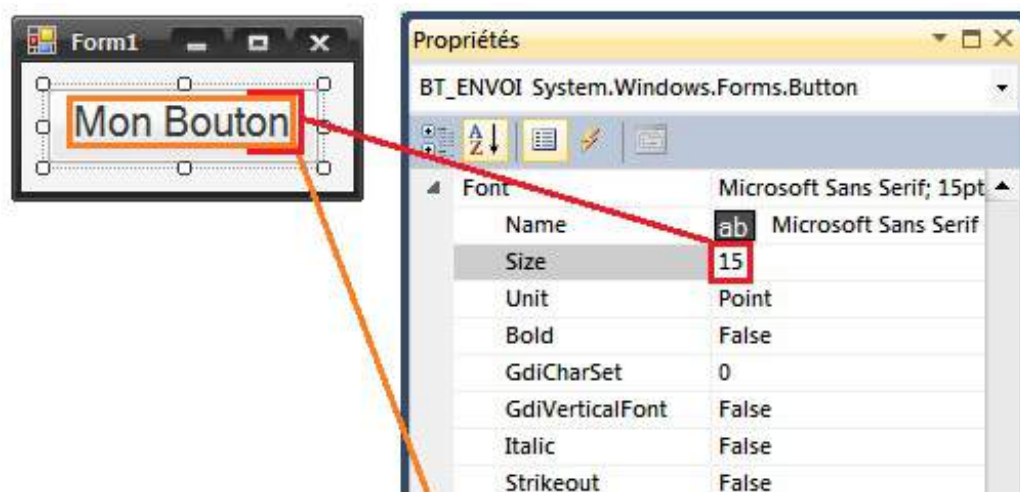 Form1
Mon Bouton
Propriétés
BT_ENVOI System.Windows.Forms.Button
Font Microsoft Sans Serif; 15pt
Name ab Microsoft Sans Serif
Size 15
Unit Point
Bold False
GdiCharSet 0
GdiVerticalFont False
Italic False
Strikeout False